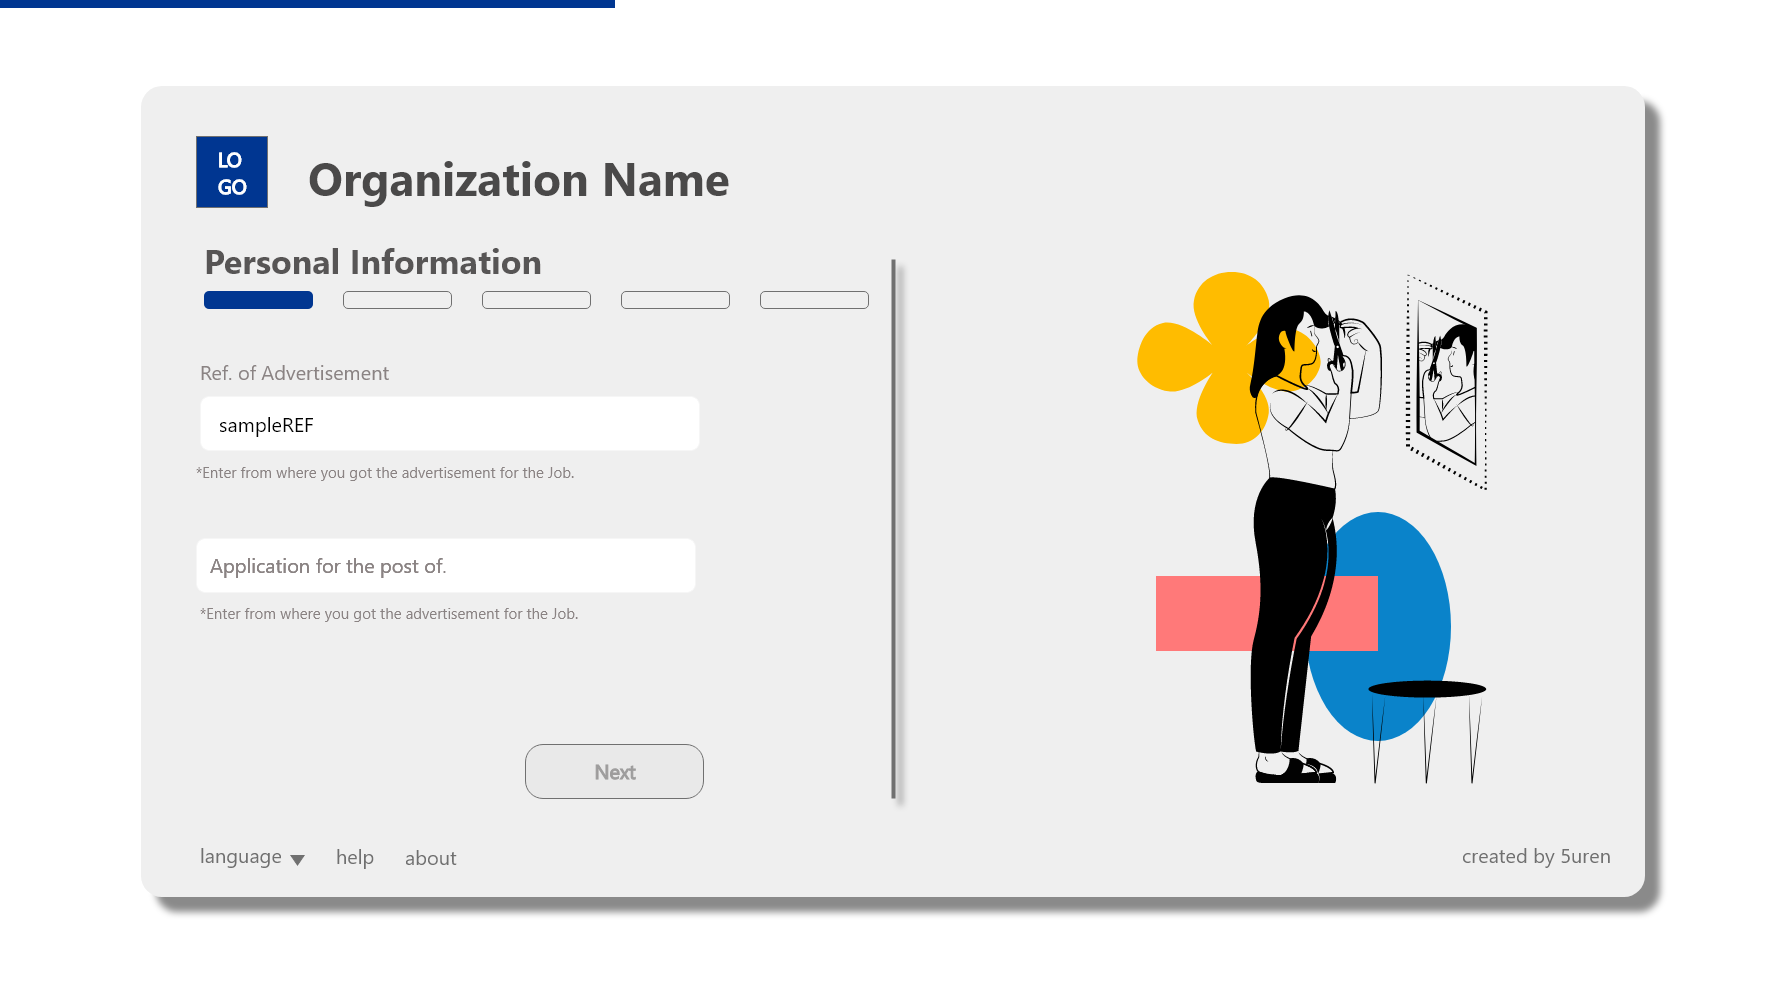 LO
GO
Organization Name
Personal Information
Ref. of Advertisement
sampleREF
*Enter from where you got the advertisement for the Job.
Application for the post of.
*Enter from where you got the advertisement for the Job.
Next
language help about
created by 5uren